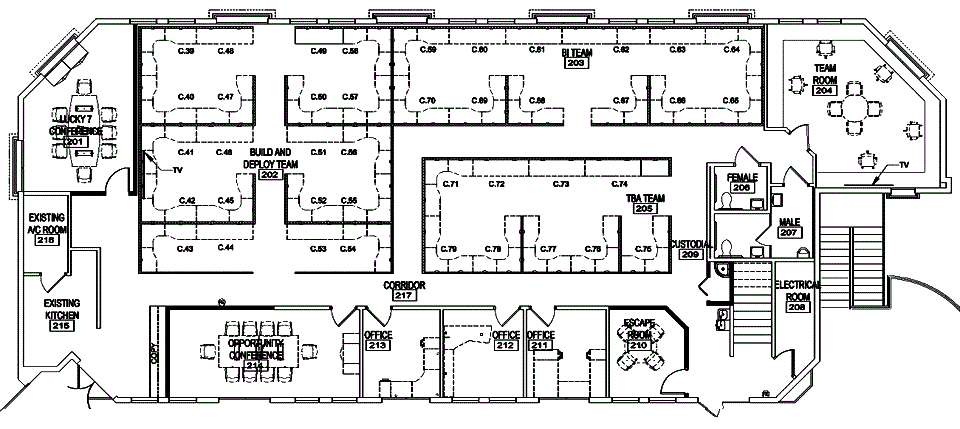 C.39 C.48 C.49 C.56
C.59 C.60 C.61 C.62 C.63 C.64
BI TEAM
203
TEAM
ROOM
204
C.40 C.47 C.50 C.57
C.70 C.69 C.68 C.67 C.66 C.65
LUCKY 7
CONFERENCE
201
C.41 C.46 C.51 C.56
BUILD AND
DEPLOY TEAM
202
TV
TV
C.71 C.72 C.73 C.74
FEMALE
206
C.42 C.45 C.52 C.55
TBA TEAM
205
EXISTING
A/C ROOM
216
MALE
207
C.43 C.44 C.53 C.54
C.79 C.78 C.77 C.76 C.75
CUSTODIAL
209
CORRIDOR
217
ELECTRICAL
ROOM
208
EXISTING
KITCHEN
215
COPY
OPPORTUNITY
CONFERENCE
214
OFFICE
213
OFFICE
212
OFFICE
211
ESCAPE
ROOM
210